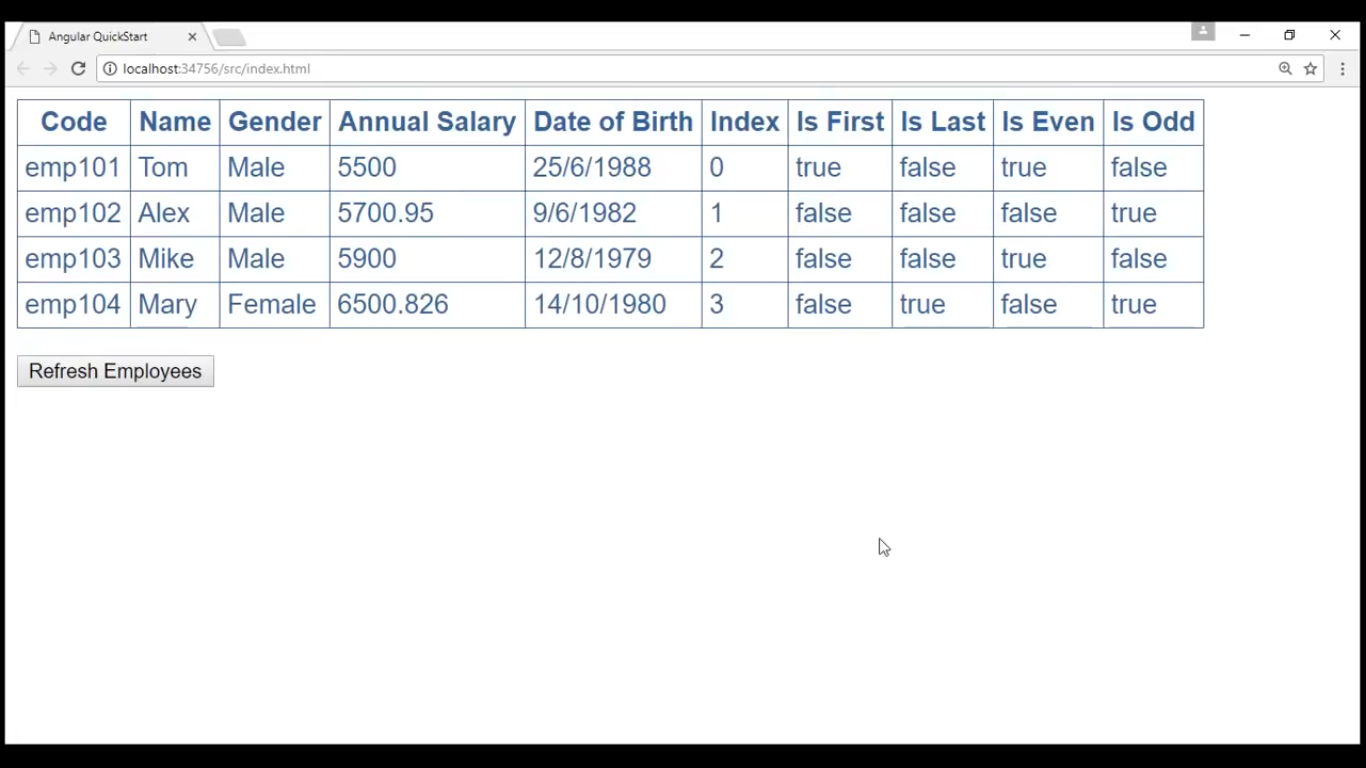 Angular QuickStart
localhost:34756/src/index.html
Code Name Gender Annual Salary Date of Birth Index Is First Is Last Is Even Is Odd
emp101 Tom Male 5500 25/6/1988 0 true false true false
emp102 Alex Male 5700.95 9/6/1982 1 false false false true
emp103 Mike Male 5900 12/8/1979 2 false false true false
emp104 Mary Female 6500.826 14/10/1980 3 false true false true
Refresh Employees